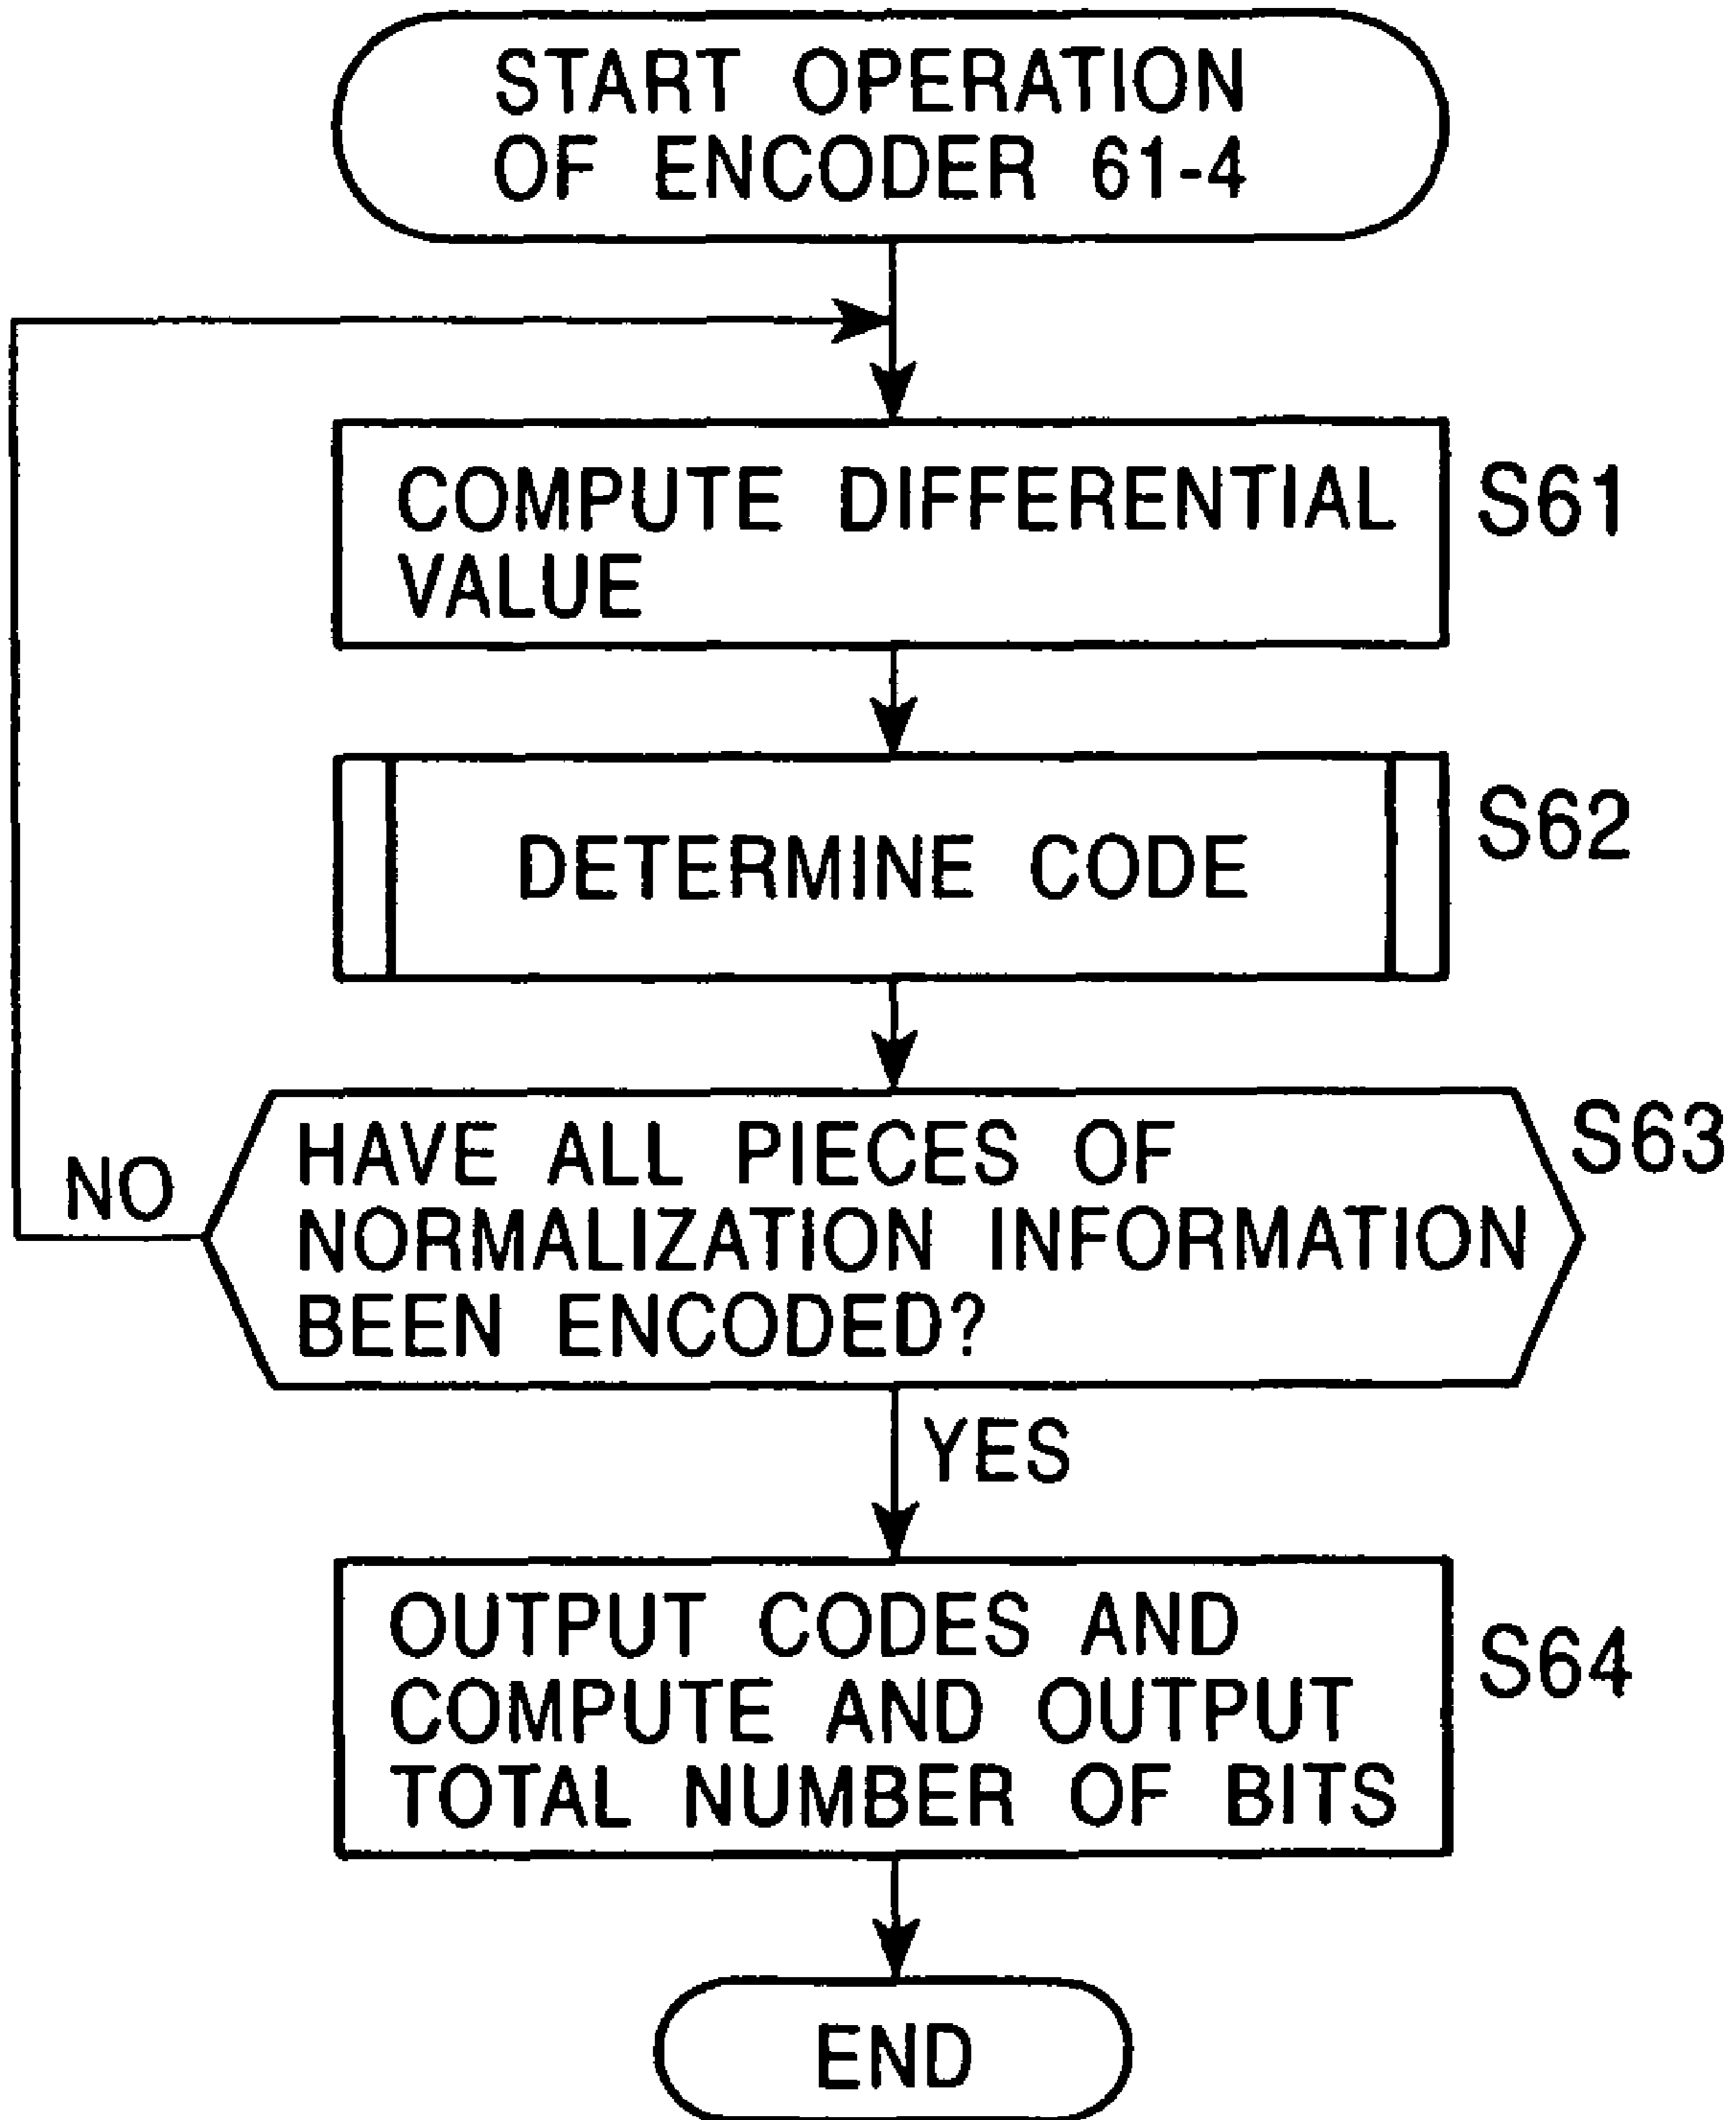 START OPERATION
OF ENCODER 61-4
COMPUTE DIFFERENTIAL
VALUE
S61
DETERMINE CODE
S62
HAVE ALL PIECES OF
NORMALIZATION INFORMATION
BEEN ENCODED?
S63
NO
YES
OUTPUT CODES AND
COMPUTE AND OUTPUT
TOTAL NUMBER OF BITS
S64
END